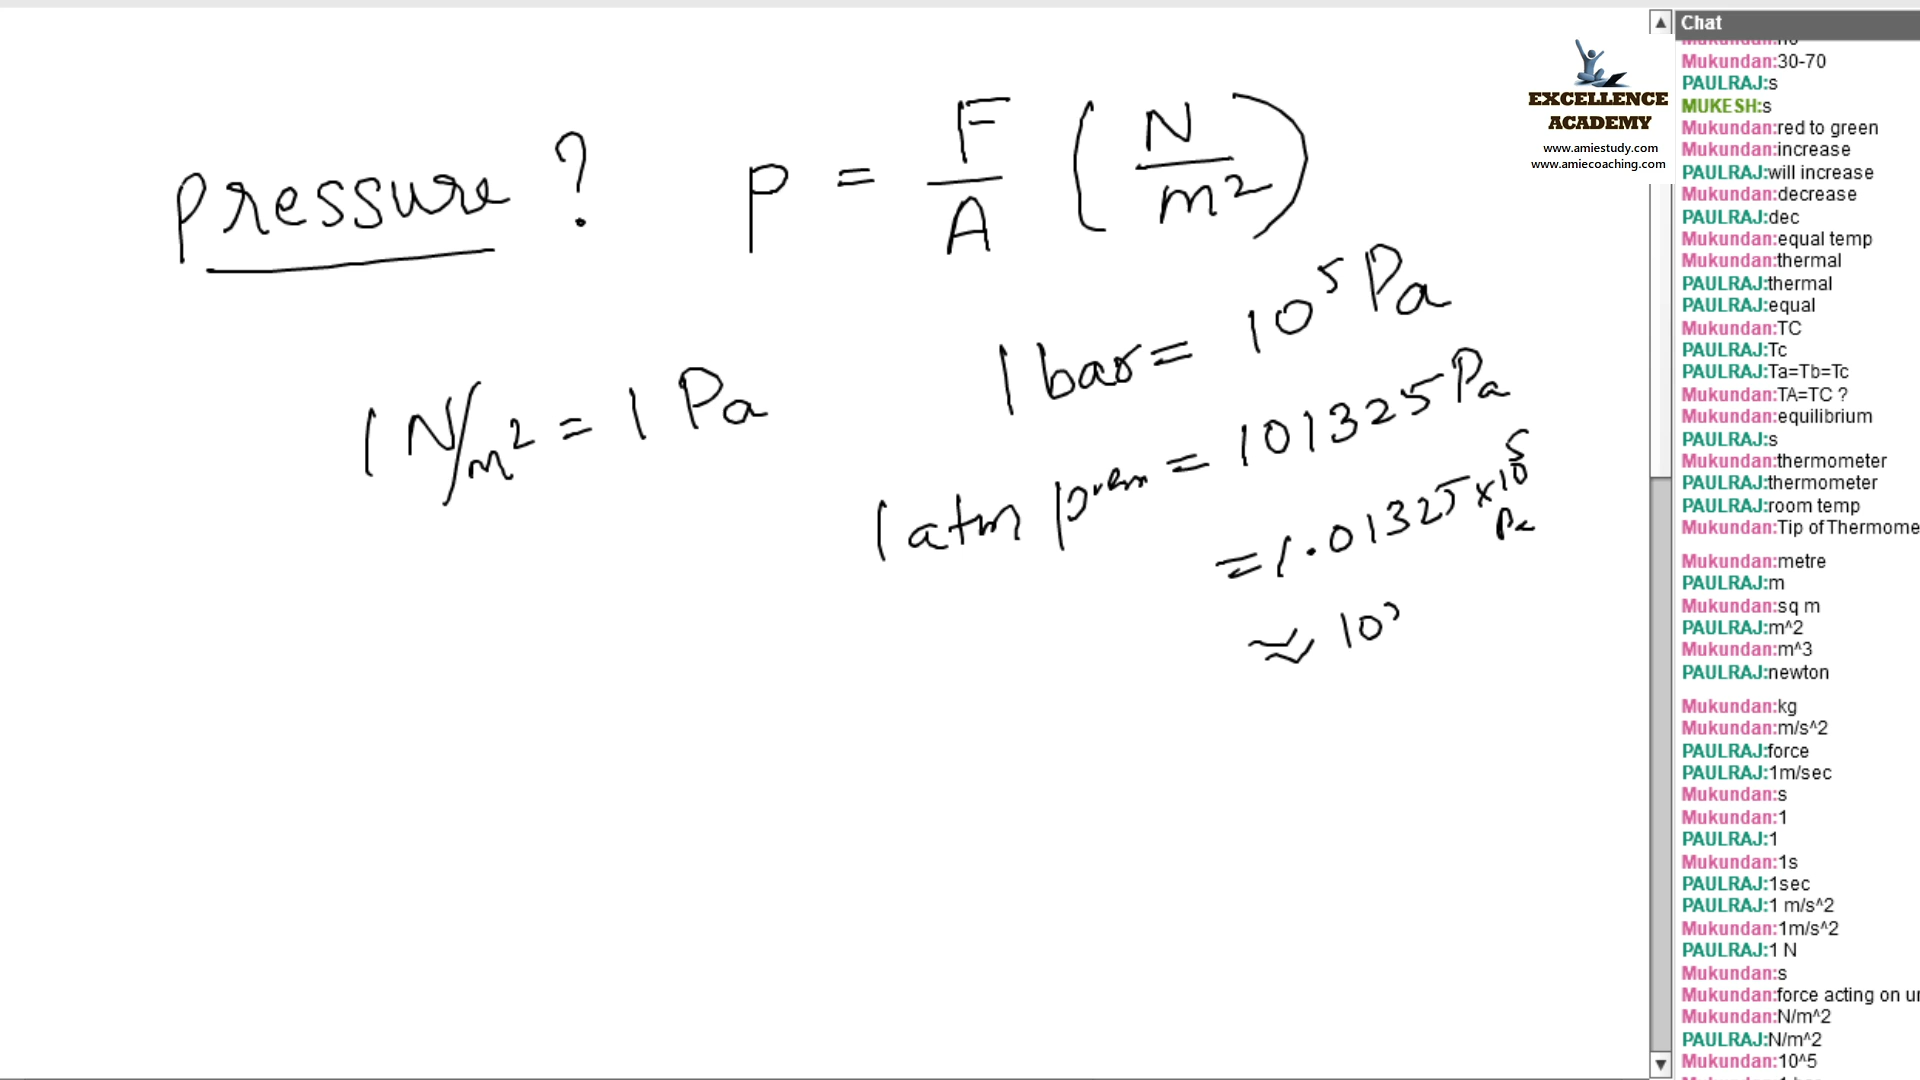 Pressure ?
P = F/A (N/m²)
1 N/m² = 1 Pa
1 bar = 10⁵ Pa
1 atm press = 101325 Pa
= 1.01325 × 10⁵ Pa
≈ 10
EXCELLENCE
ACADEMY
www.amiestudy.com
www.amiecoaching.com
Chat
Mukundan:no
Mukundan:30-70
PAULRAJ:s
MUKESH:s
Mukundan:red to green
Mukundan:increase
PAULRAJ:will increase
Mukundan:decrease
PAULRAJ:dec
Mukundan:equal temp
Mukundan:thermal
PAULRAJ:thermal
PAULRAJ:equal
Mukundan:TC
PAULRAJ:Tc
PAULRAJ:Ta=Tb=Tc
Mukundan:TA=TC ?
Mukundan:equilibrium
PAULRAJ:s
Mukundan:thermometer
PAULRAJ:thermometer
PAULRAJ:room temp
Mukundan:Tip of Thermome
Mukundan:metre
PAULRAJ:m
Mukundan:sq m
PAULRAJ:m^2
Mukundan:m^3
PAULRAJ:newton
Mukundan:kg
Mukundan:m/s^2
PAULRAJ:force
PAULRAJ:1m/sec
Mukundan:s
Mukundan:1
PAULRAJ:1
Mukundan:1s
PAULRAJ:1sec
PAULRAJ:1 m/s^2
Mukundan:1m/s^2
PAULRAJ:1 N
Mukundan:s
Mukundan:force acting on
Mukundan:N/m^2
PAULRAJ:N/m^2
Mukundan:10^5